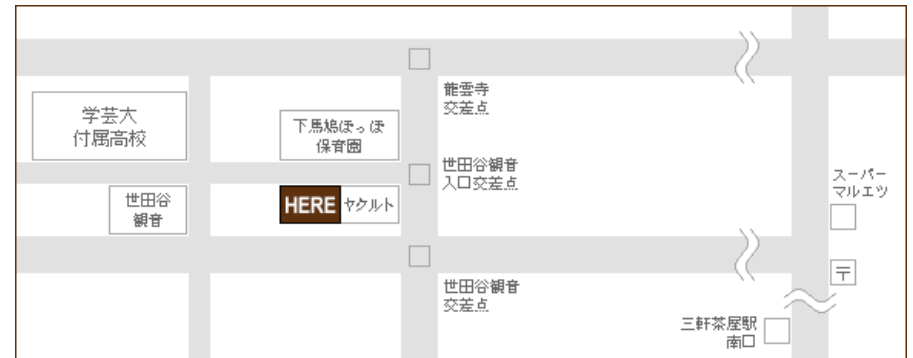 龍雲寺
交差点
学芸大
付属高校
下馬鳩ぽっぽ
保育園
世田谷観音
入口交差点
スーパー
マルエツ
世田谷
観音
HERE ヤクルト
世田谷観音
交差点
〒
三軒茶屋駅
南口